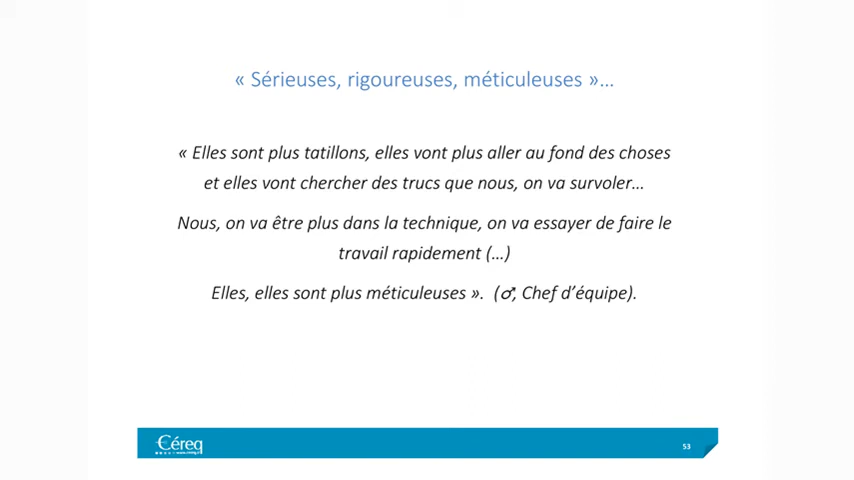 « Sérieuses, rigoureuses, méticuleuses »…
« Elles sont plus tatillons, elles vont plus aller au fond des choses
et elles vont chercher des trucs que nous, on va survoler…
Nous, on va être plus dans la technique, on va essayer de faire le
travail rapidement (…)
Elles, elles sont plus méticuleuses ». (♂, Chef d’équipe).
Céreq
53